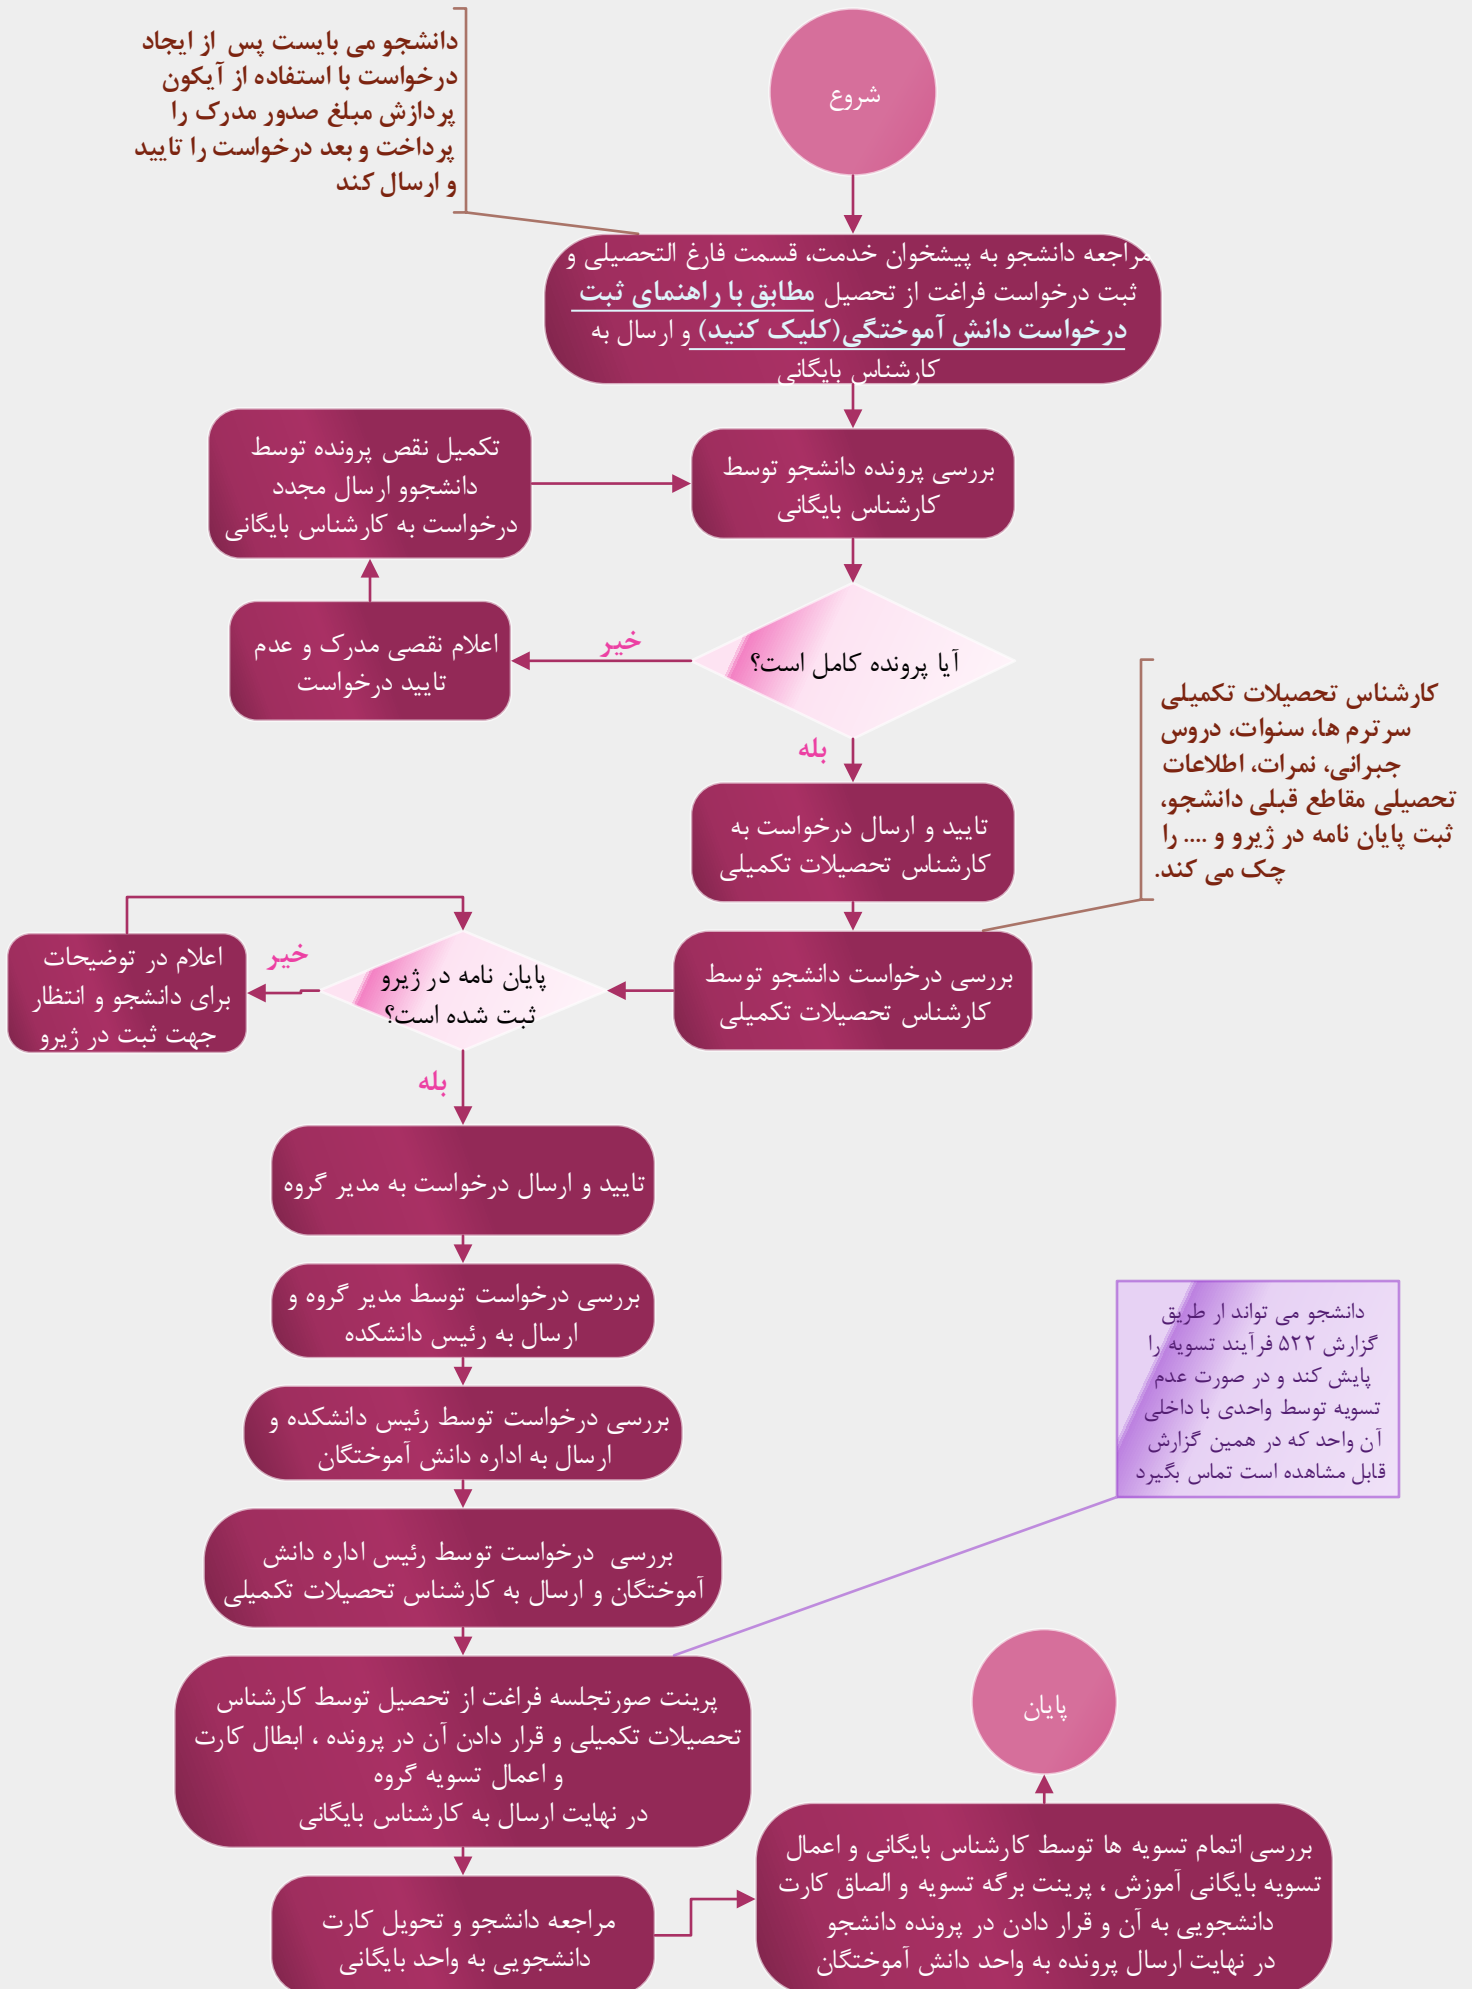 شروع
دانشجو می بایست پس از ایجاد
درخواست با استفاده از آیکون
پردازش مبلغ صدور مدرک را
پرداخت و بعد درخواست را تایید
و ارسال کند
مراجعه دانشجو به پیشخوان خدمت، قسمت فارغ التحصیلی و
ثبت درخواست فراغت از تحصیل مطابق با راهنمای ثبت
درخواست دانش آموختگی(کلیک کنید) و ارسال به
کارشناس بایگانی
بررسی پرونده دانشجو توسط
کارشناس بایگانی
تکمیل نقص پرونده توسط
دانشجوو ارسال مجدد
درخواست به کارشناس بایگانی
آیا پرونده کامل است؟
خیر
اعلام نقصی مدرک و عدم
تایید درخواست
بله
تایید و ارسال درخواست به
کارشناس تحصیلات تکمیلی
کارشناس تحصیلات تکمیلی
سرترم ها، سنوات، دروس
جبرانی، نمرات، اطلاعات
تحصیلی مقاطع قبلی دانشجو،
ثبت پایان نامه در ژیرو و .... را
چک می کند.
بررسی درخواست دانشجو توسط
کارشناس تحصیلات تکمیلی
پایان نامه در ژیرو
ثبت شده است؟
خیر
اعلام در توضیحات
برای دانشجو و انتظار
جهت ثبت در ژیرو
بله
تایید و ارسال درخواست به مدیر گروه
بررسی درخواست توسط مدیر گروه و
ارسال به رئیس دانشکده
بررسی درخواست توسط رئیس دانشکده و
ارسال به اداره دانش آموختگان
بررسی درخواست توسط رئیس اداره دانش
آموختگان و ارسال به کارشناس تحصیلات تکمیلی
دانشجو می تواند ار طریق
گزارش ۵۲۲ فرآیند تسویه را
پایش کند و در صورت عدم
تسویه توسط واحدی با داخلی
آن واحد که در همین گزارش
قابل مشاهده است تماس بگیرد
پرینت صورتجلسه فراغت از تحصیل توسط کارشناس
تحصیلات تکمیلی و قرار دادن آن در پرونده ، ابطال کارت
و اعمال تسویه گروه
در نهایت ارسال به کارشناس بایگانی
مراجعه دانشجو و تحویل کارت
دانشجویی به واحد بایگانی
بررسی اتمام تسویه ها توسط کارشناس بایگانی و اعمال
تسویه بایگانی آموزش ، پرینت برگه تسویه و الصاق کارت
دانشجویی به آن و قرار دادن در پرونده دانشجو
در نهایت ارسال پرونده به واحد دانش آموختگان
پایان